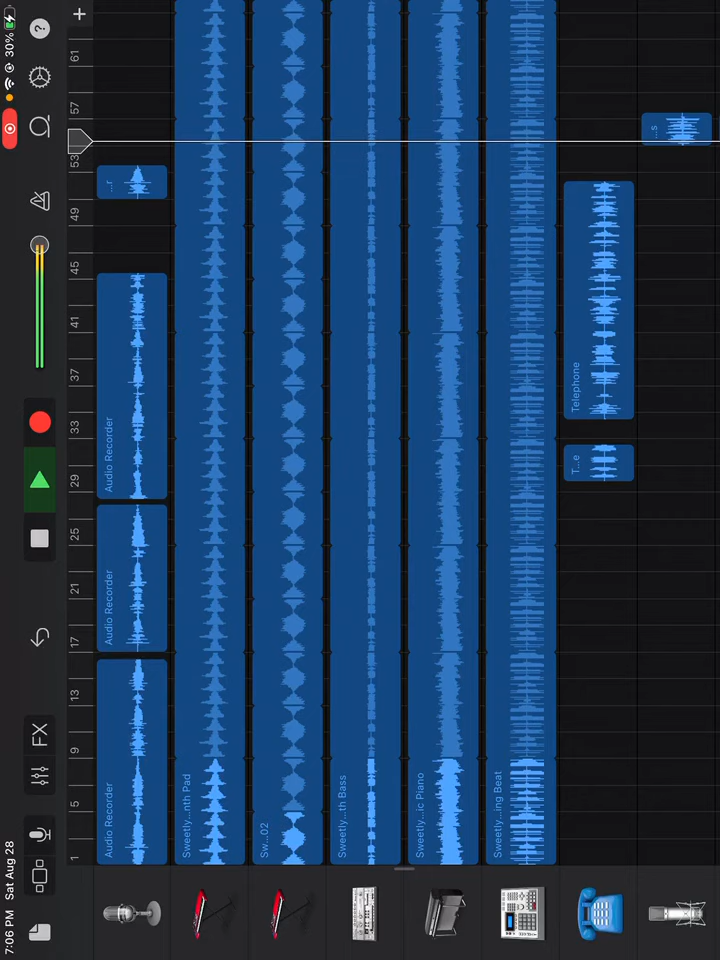 7:06 PM Sat Aug 28
30%
FX
?
1 5 9 13 17 21 25 29 33 37 41 45 49 53 57 61
+
Audio Recorder
Audio Recorder
Audio Recorder
...r
Sweetly...nth Pad
Sw...02
Sweetly...th Bass
Sweetly...ic Piano
Sweetly...ing Beat
T...e
Telephone
...s